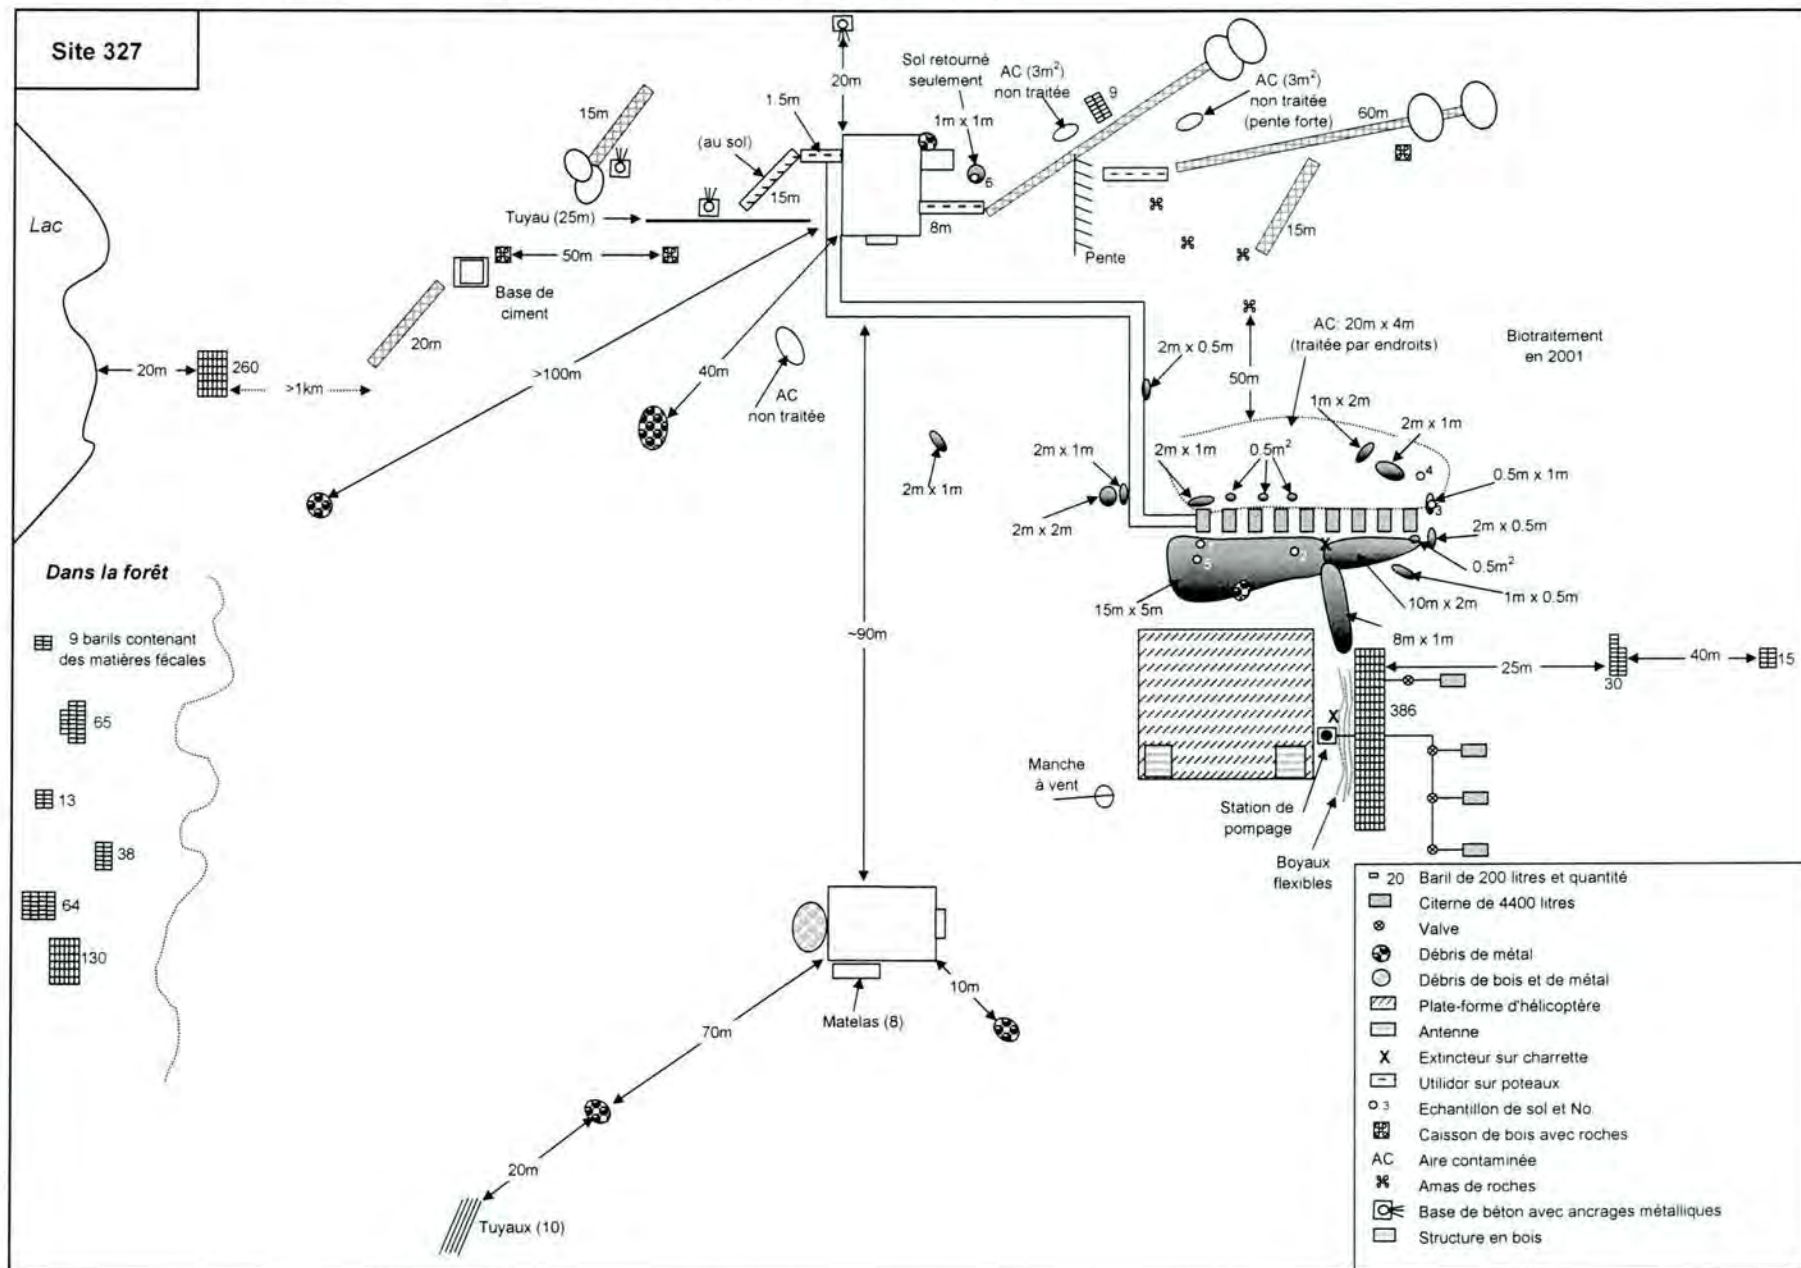 Site 327
20m
Sol retourné
seulement
1m x 1m
6
AC (3m²)
non traitée
9
AC (3m²)
non traitée
(pente forte)
60m
15m
1.5m
(au sol)
15m
Tuyau (25m)
8m
Pente
15m
Lac
50m
Base de
ciment
20m
20m
260
>1km
>100m
40m
AC
non traitée
2m x 0.5m
50m
AC: 20m x 4m
(traitée par endroits)
Biotraitement
en 2001
1m x 2m
2m x 1m
2m x 1m
2m x 1m
0.5m²
4
0.5m x 1m
3
2m x 1m
2m x 2m
2m x 0.5m
2
5
0.5m²
15m x 5m
10m x 2m
1m x 0.5m
8m x 1m
Dans la forêt
9 barils contenant
des matières fécales
65
13
38
64
130
~90m
25m
30
40m
15
386
Manche
à vent
Station de
pompage
Boyaux
flexibles
Matelas (8)
10m
70m
20m
Tuyaux (10)
20 Baril de 200 litres et quantité
Citerne de 4400 litres
Valve
Débris de métal
Débris de bois et de métal
Plate-forme d'hélicoptère
Antenne
X Extincteur sur charrette
Utilidor sur poteaux
3 Echantillon de sol et No.
Caisson de bois avec roches
AC Aire contaminée
Amas de roches
Base de béton avec ancrages métalliques
Structure en bois